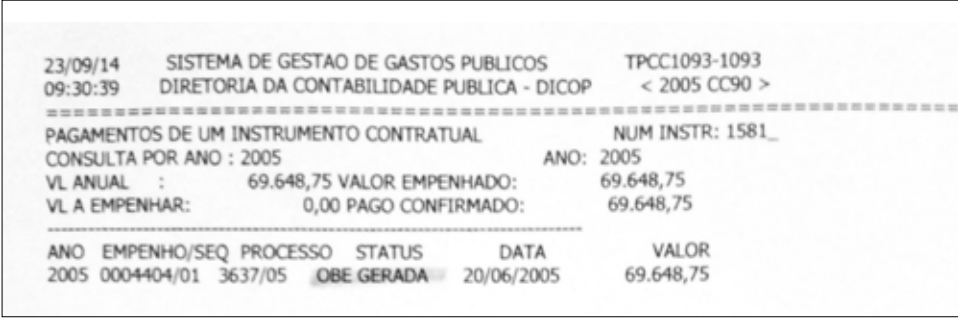 23/09/14 SISTEMA DE GESTAO DE GASTOS PUBLICOS TPCC1093-1093
09:30:39 DIRETORIA DA CONTABILIDADE PUBLICA - DICOP < 2005 CC90 >
PAGAMENTOS DE UM INSTRUMENTO CONTRATUAL NUM INSTR: 1581_
CONSULTA POR ANO : 2005 ANO: 2005
VL ANUAL : 69.648,75 VALOR EMPENHADO: 69.648,75
VL A EMPENHAR: 0,00 PAGO CONFIRMADO: 69.648,75
ANO EMPENHO/SEQ PROCESSO STATUS DATA VALOR
2005 0004404/01 3637/05 OBE GERADA 20/06/2005 69.648,75